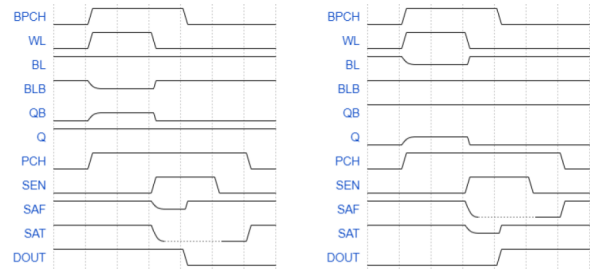 BPCH
WL
BL
BLB
QB
Q
PCH
SEN
SAF
SAT
DOUT
BPCH
WL
BL
BLB
QB
Q
PCH
SEN
SAF
SAT
DOUT